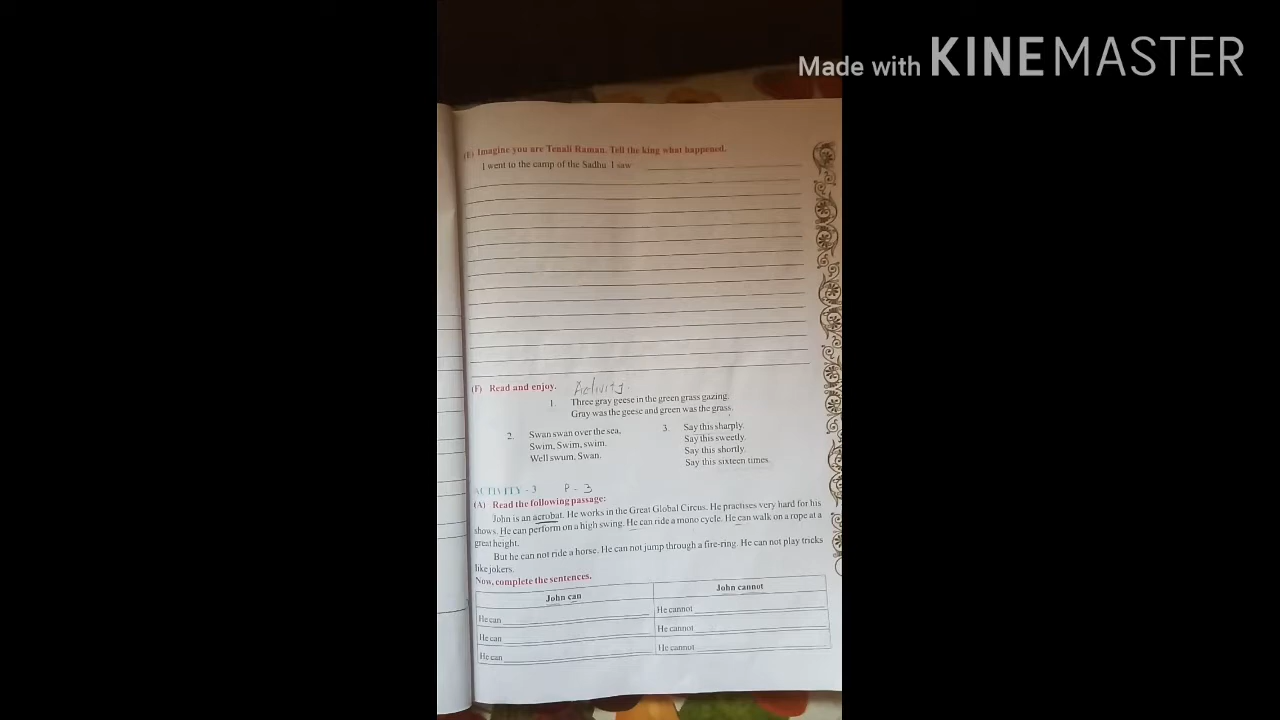 Made with KINEMASTER
(E) Imagine you are Tenali Raman. Tell the king what happened.
I went to the camp of the Sadhu. I saw
(F) Read and enjoy. Activity.
1. Three gray geese in the green grass gazing.
Gray was the geese and green was the grass.
2. Swan swan over the sea,
Swim, Swim, swim.
Well swum, Swan.
3 Say this sharply.
Say this sweetly.
Say this shortly.
Say this sixteen times.
ACTIVITY - 3 P - 3
(A) Read the following passage:
John is an acrobat. He works in the Great Global Circus. He practises very hard for his
shows. He can perform on a high swing. He can ride a mono cycle. He can walk on a rope at a
great height.
But he can not ride a horse. He can not jump through a fire-ring. He can not play tricks
like jokers.
Now, complete the sentences.
John can John cannot
He can He cannot
He can He cannot
He can He cannot